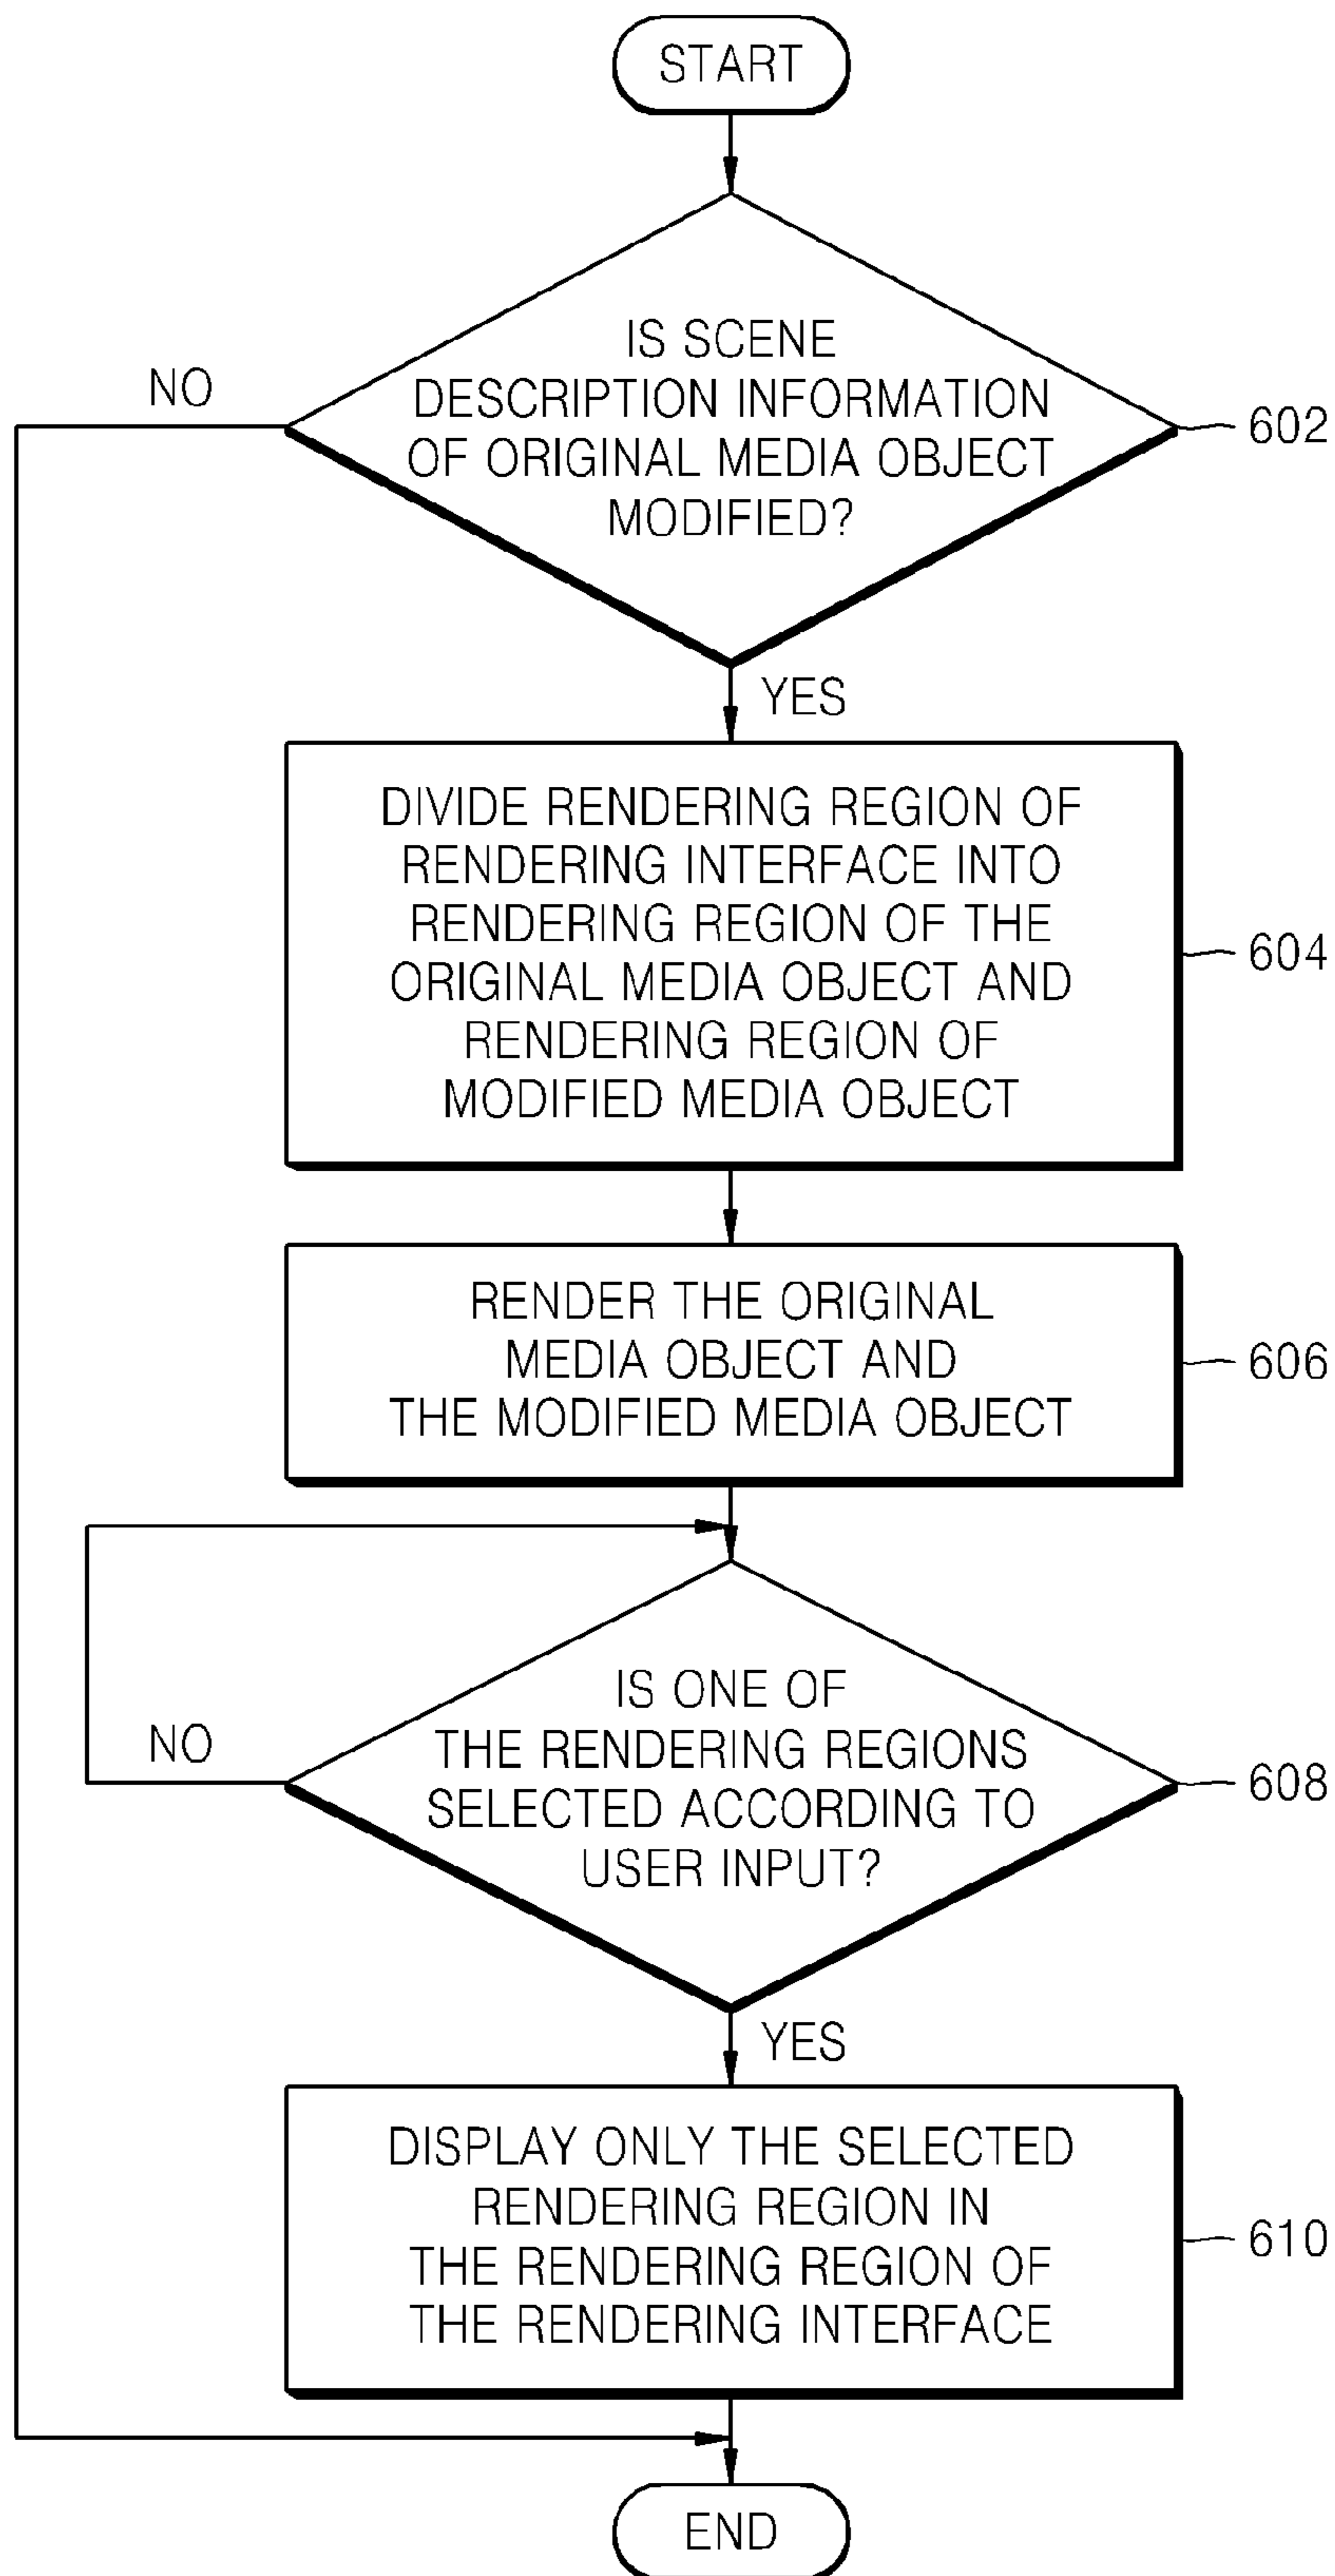 START
IS SCENE
DESCRIPTION INFORMATION
OF ORIGINAL MEDIA OBJECT
MODIFIED?
NO
602
YES
DIVIDE RENDERING REGION OF
RENDERING INTERFACE INTO
RENDERING REGION OF THE
ORIGINAL MEDIA OBJECT AND
RENDERING REGION OF
MODIFIED MEDIA OBJECT
604
RENDER THE ORIGINAL
MEDIA OBJECT AND
THE MODIFIED MEDIA OBJECT
606
IS ONE OF
THE RENDERING REGIONS
SELECTED ACCORDING TO
USER INPUT?
NO
608
YES
DISPLAY ONLY THE SELECTED
RENDERING REGION IN
THE RENDERING REGION OF
THE RENDERING INTERFACE
610
END